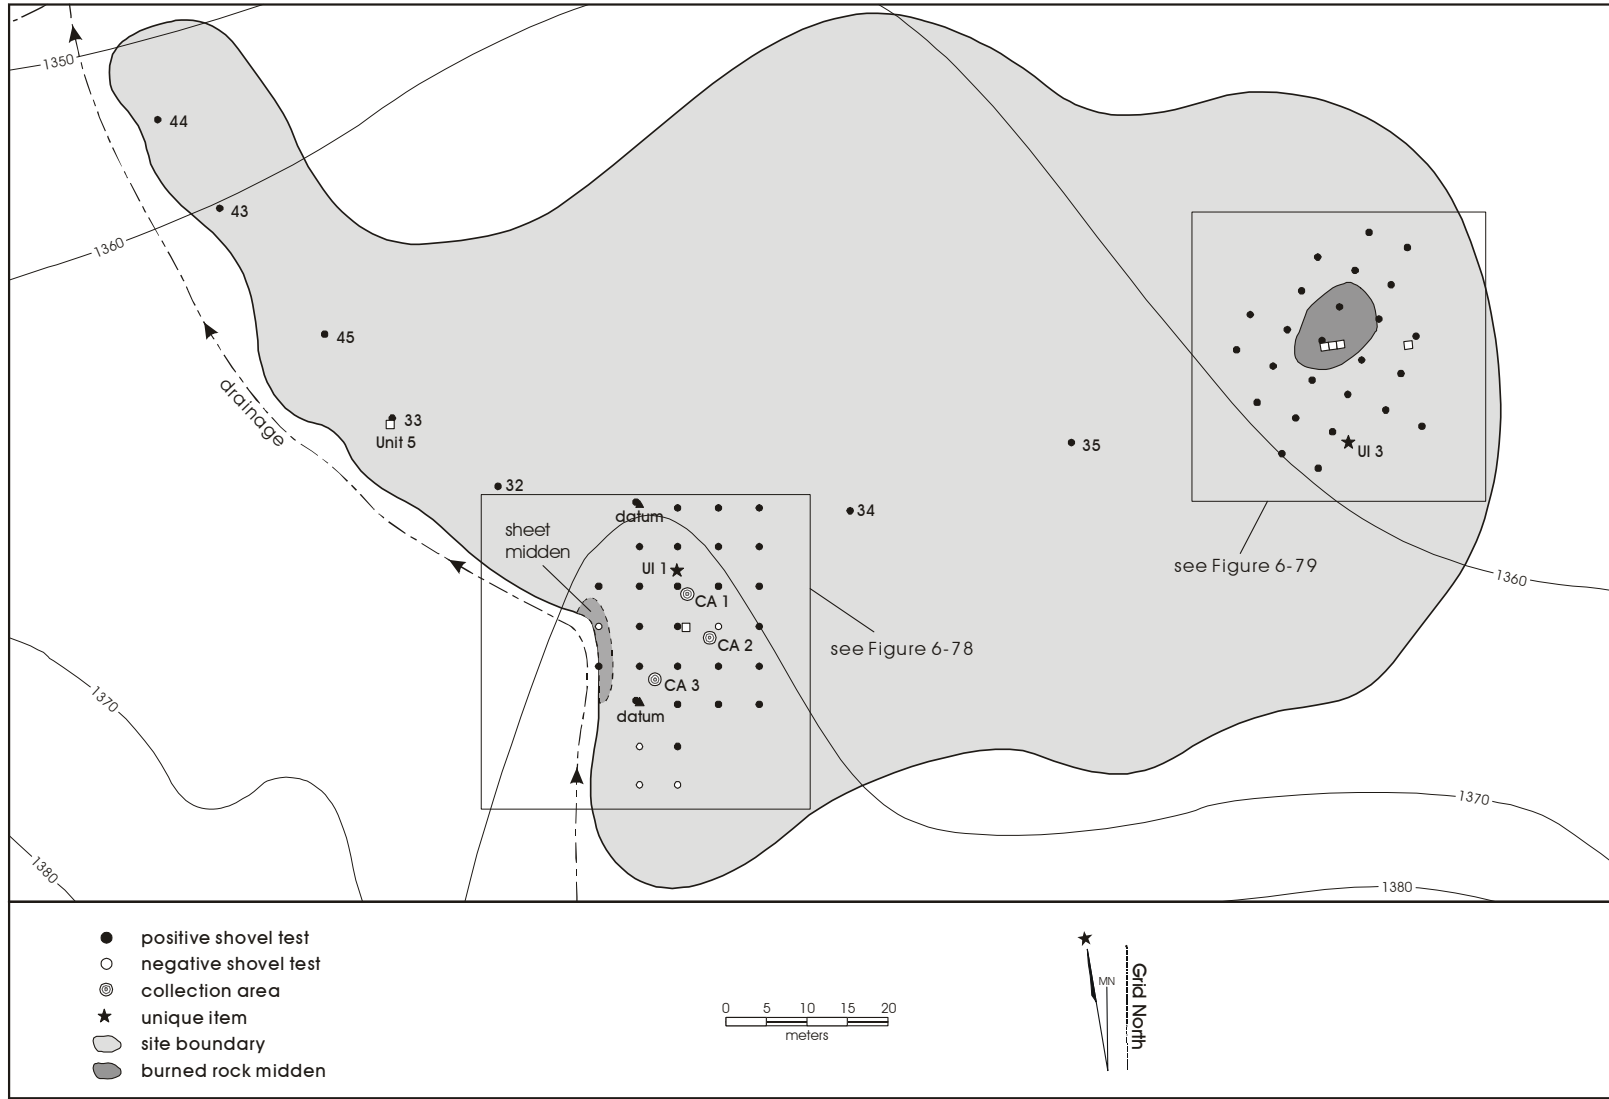 1350
44
43
1360
45
drainage
33
Unit 5
32
35
34
UI 3
see Figure 6-79
1360
datum
sheet
midden
UI 1
CA 1
CA 2
see Figure 6-78
CA 3
datum
1370
1370
1380
1380
positive shovel test
negative shovel test
collection area
unique item
site boundary
burned rock midden
0 5 10 15 20
meters
MN
Grid North